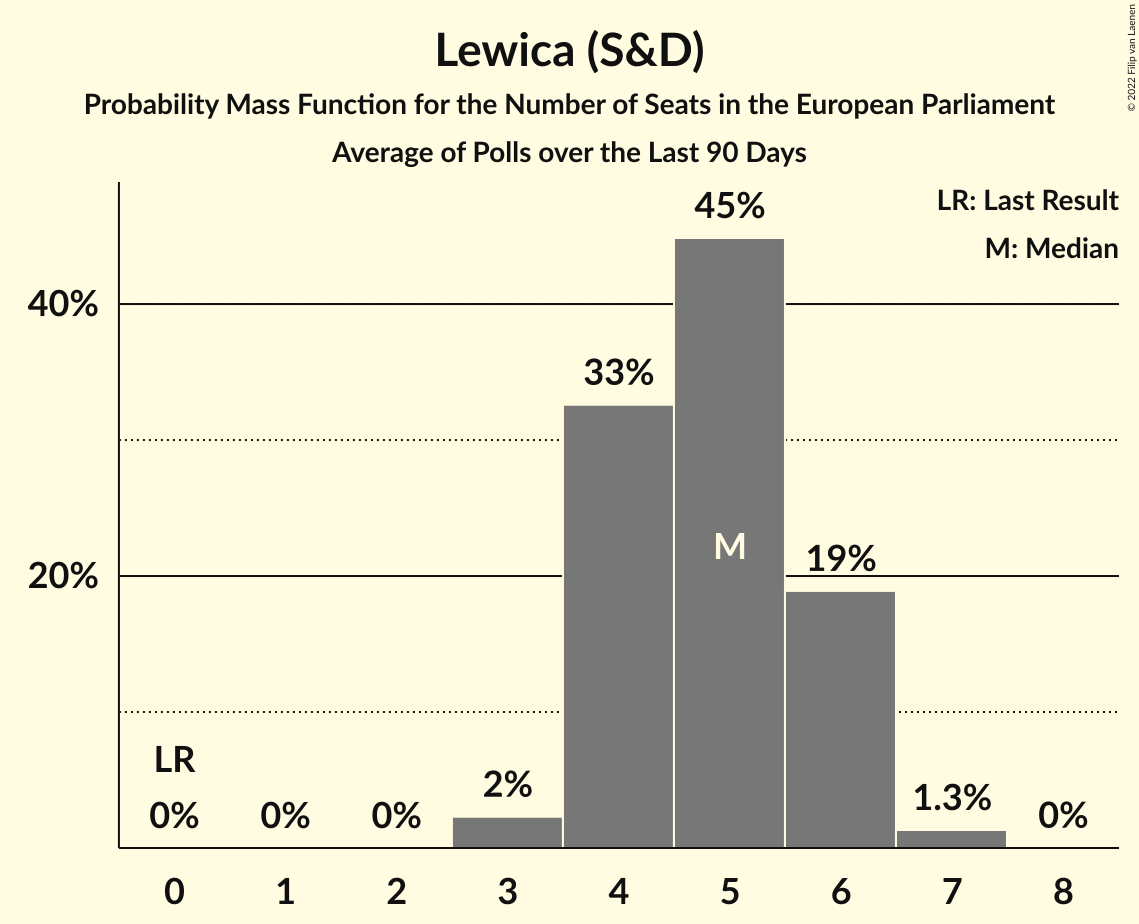 © 2022 Filip van Laenen
Lewica (S&D)
Probability Mass Function for the Number of Seats in the European Parliament
Average of Polls over the Last 90 Days
LR: Last Result
M: Median
45%
40%
33%
M
20%
19%
LR
0% 0% 0% 2% 1.3% 0%
0 1 2 3 4 5 6 7 8